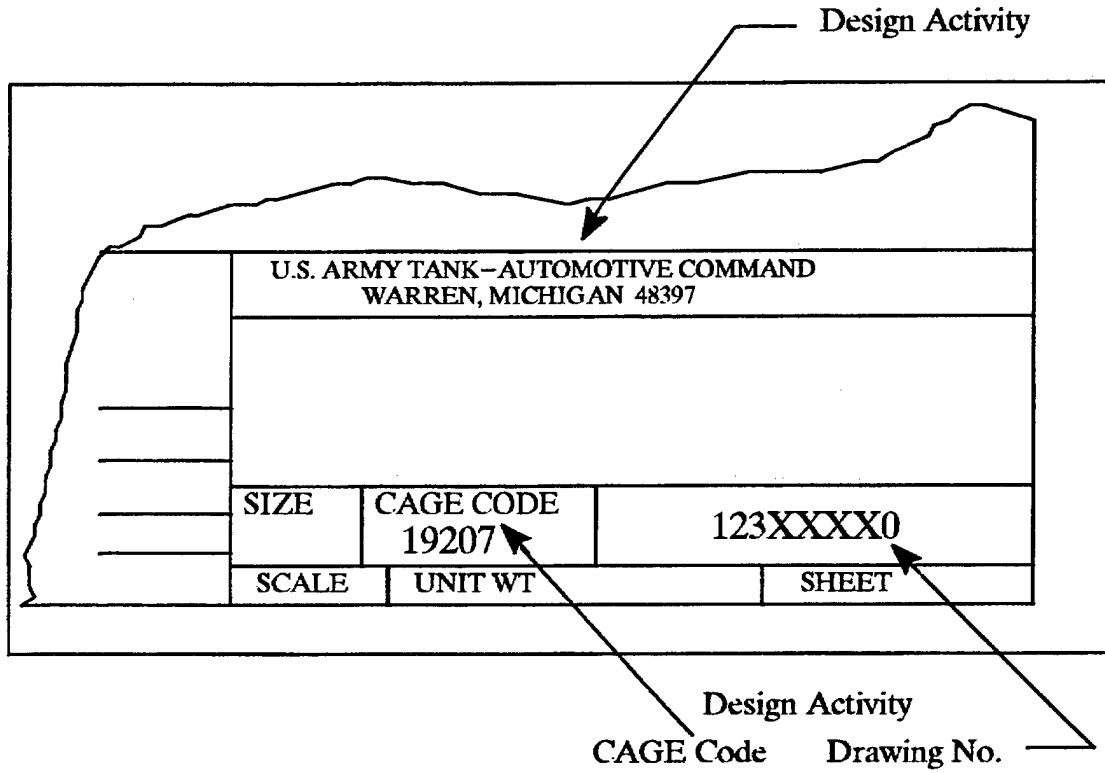 Design Activity
U.S. ARMY TANK–AUTOMOTIVE COMMAND
WARREN, MICHIGAN 48397
SIZE
CAGE CODE
19207
123XXXX0
SCALE
UNIT WT
SHEET
Design Activity
CAGE Code
Drawing No.